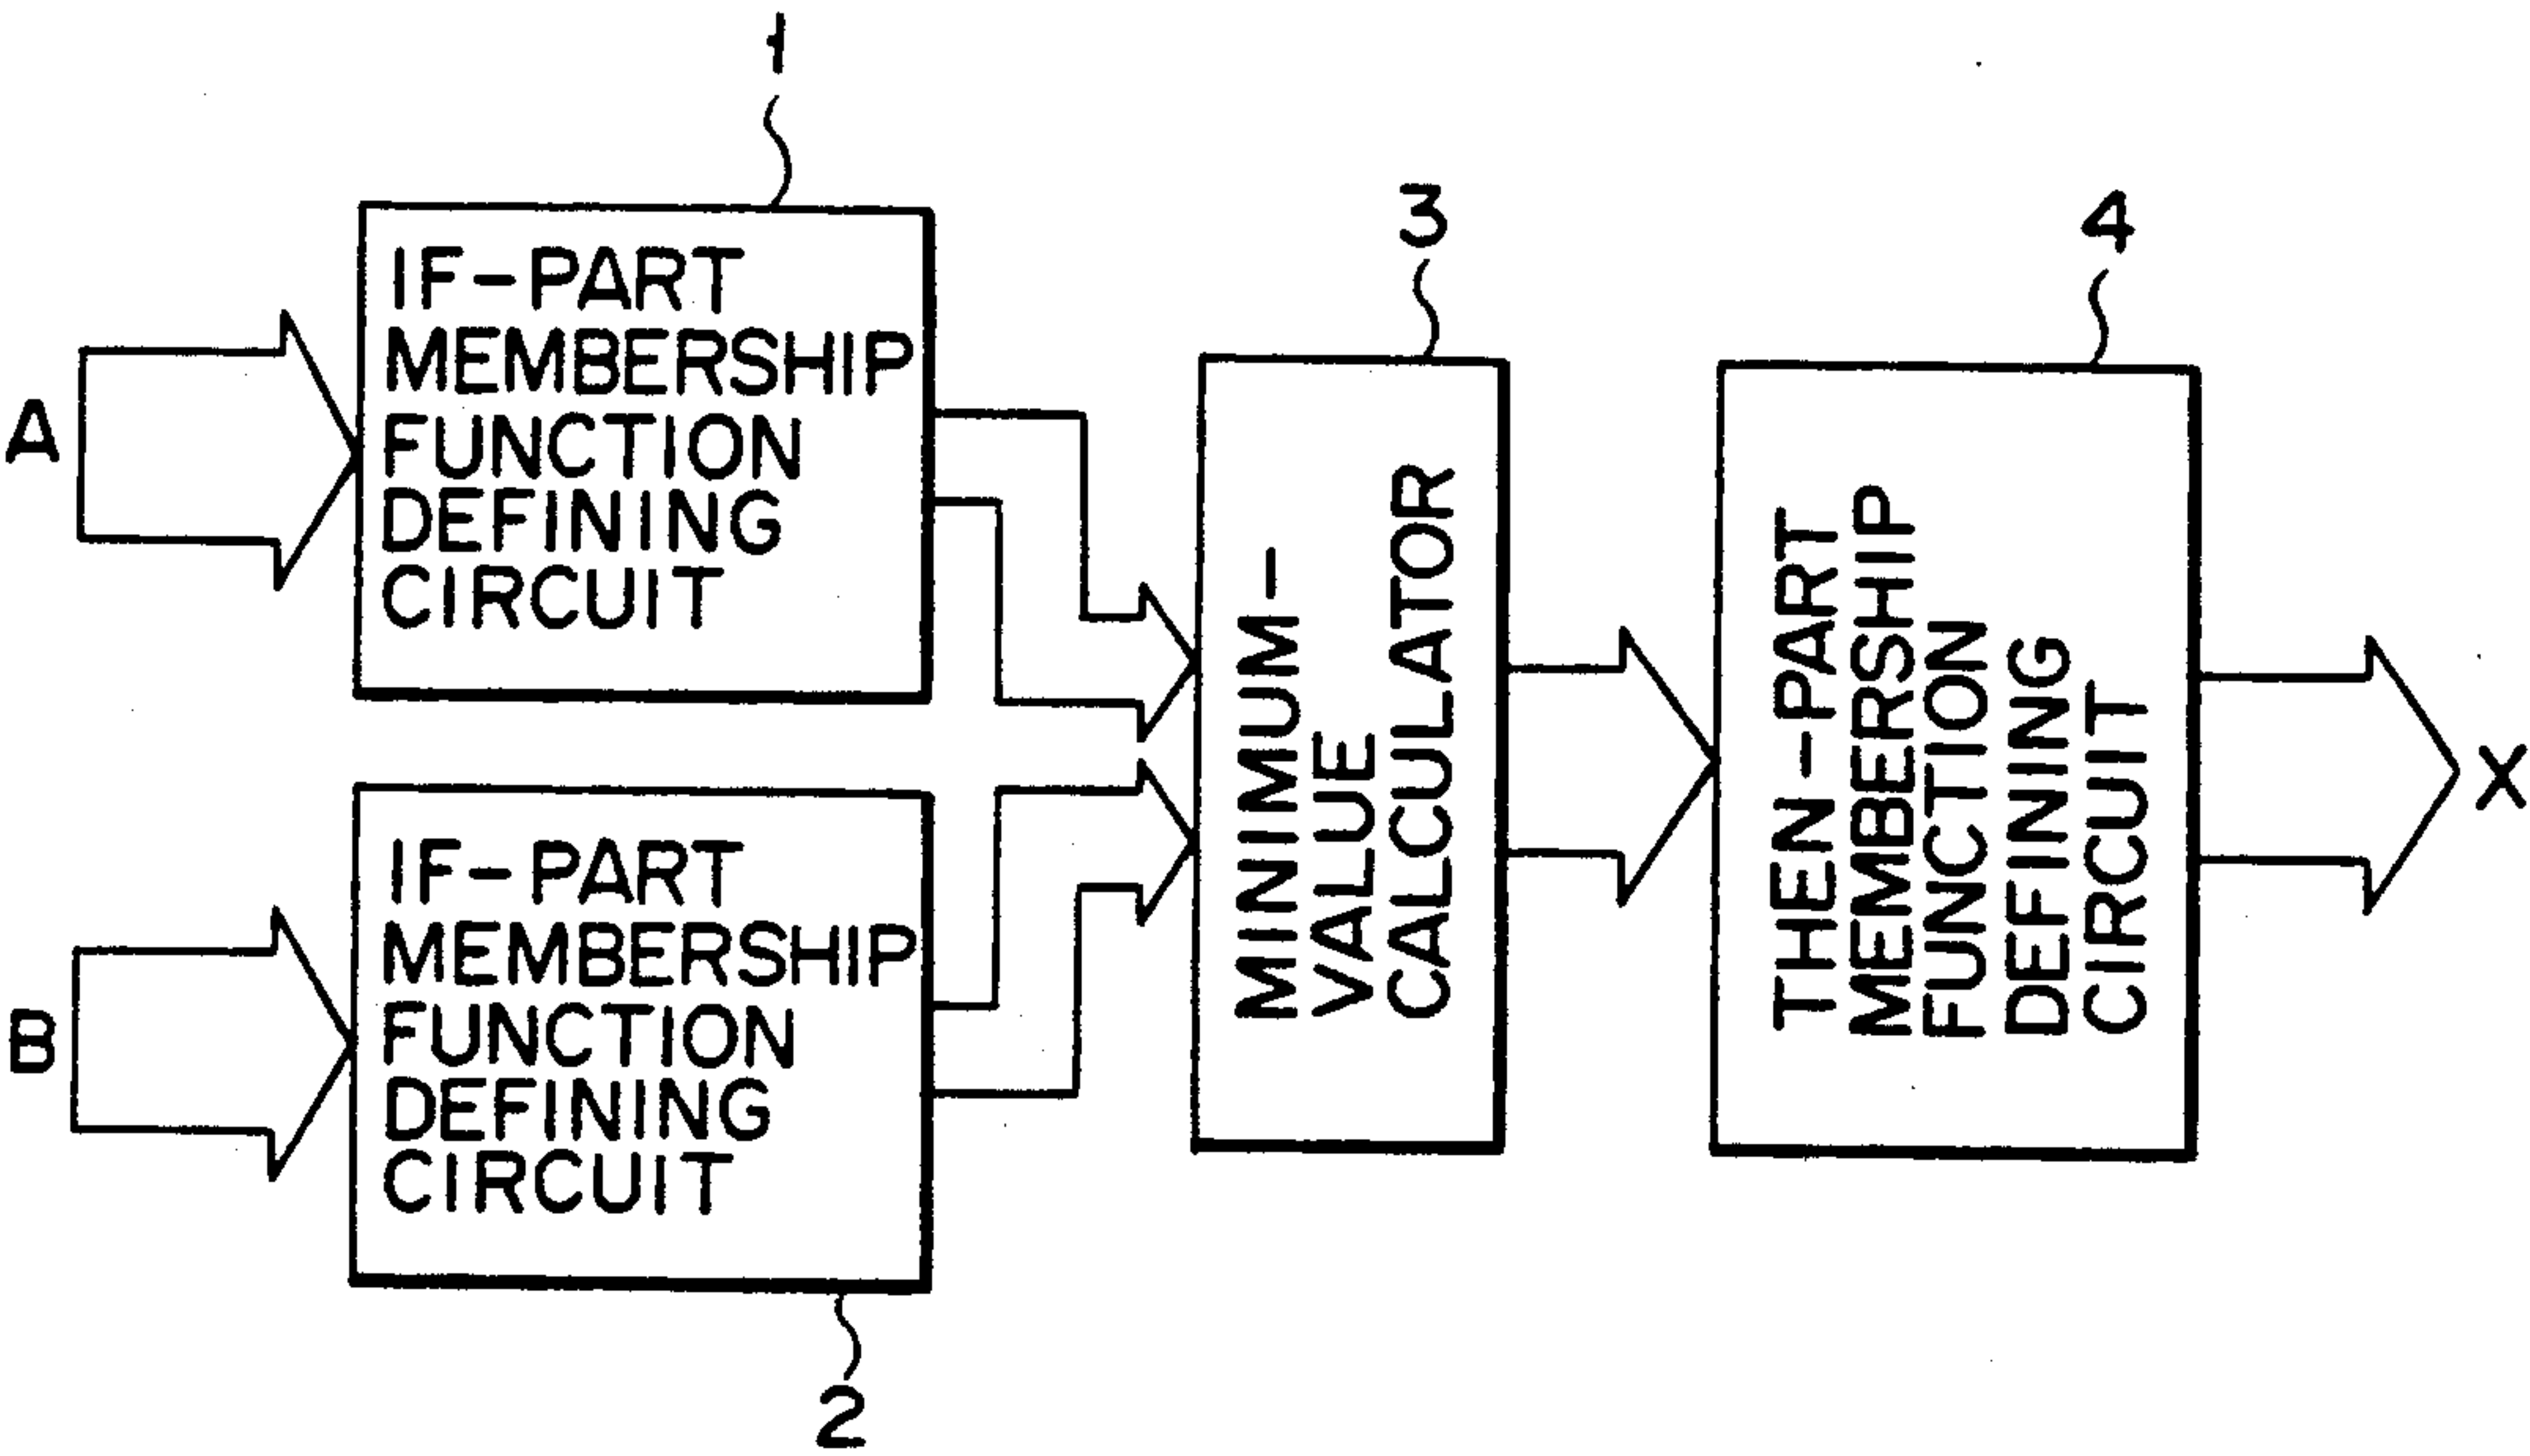 1
A
IF-PART
MEMBERSHIP
FUNCTION
DEFINING
CIRCUIT
B
IF-PART
MEMBERSHIP
FUNCTION
DEFINING
CIRCUIT
2
3
MINIMUM-
VALUE
CALCULATOR
4
THEN-PART
MEMBERSHIP
FUNCTION
DEFINING
CIRCUIT
X